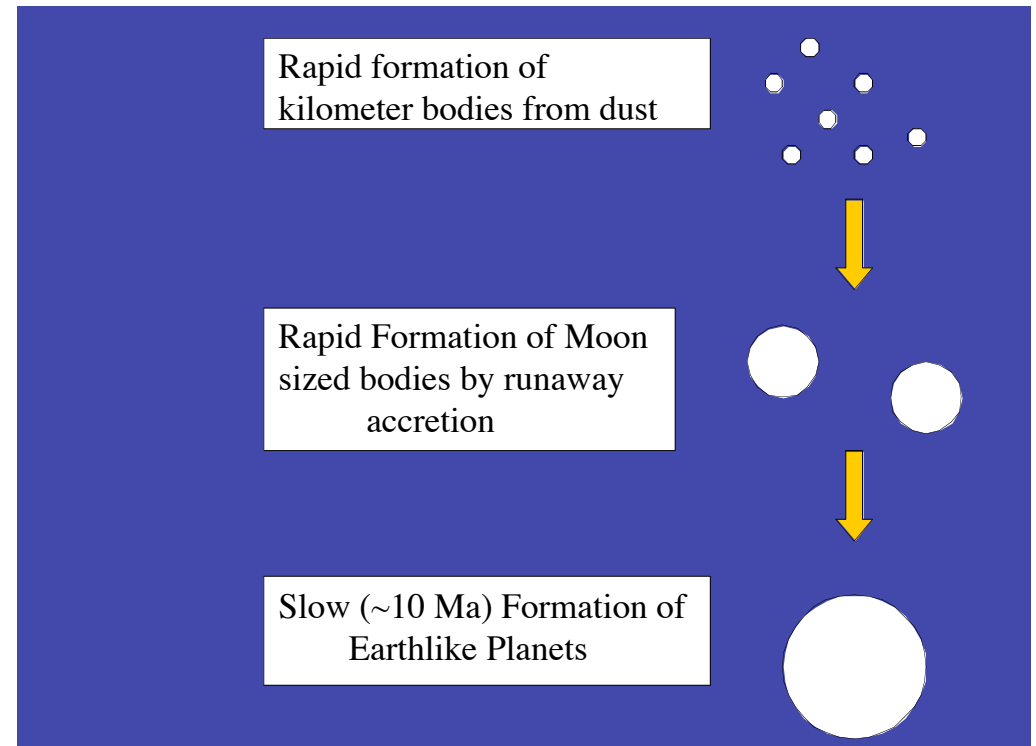 Rapid formation of
kilometer bodies from dust
Rapid Formation of Moon
sized bodies by runaway
accretion
Slow (~10 Ma) Formation of
Earthlike Planets